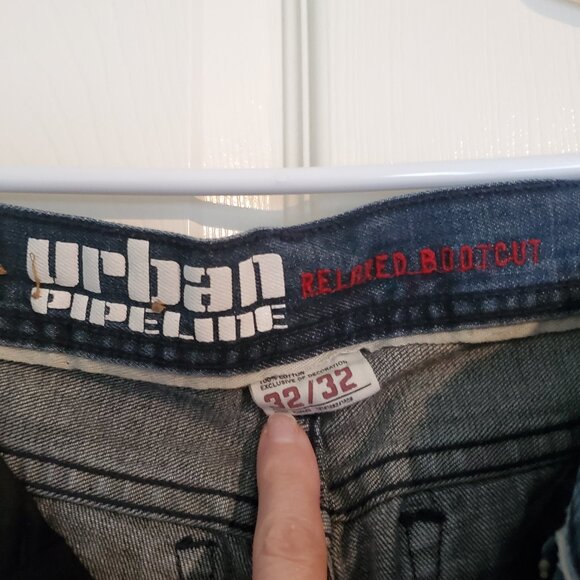 urban
PIPELINE
RELAXED BOOTCUT
100% COTTON
EXCLUSIVE OF DECORATION
32/32